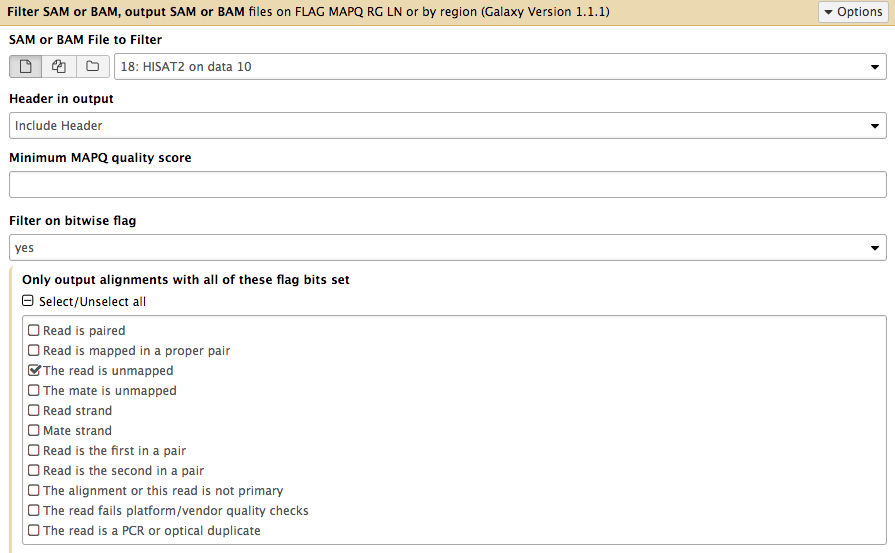 Filter SAM or BAM, output SAM or BAM files on FLAG MAPQ RG LN or by region (Galaxy Version 1.1.1)
Options
SAM or BAM File to Filter
18: HISAT2 on data 10
Header in output
Include Header
Minimum MAPQ quality score
Filter on bitwise flag
yes
Only output alignments with all of these flag bits set
Select/Unselect all
Read is paired
Read is mapped in a proper pair
The read is unmapped
The mate is unmapped
Read strand
Mate strand
Read is the first in a pair
Read is the second in a pair
The alignment or this read is not primary
The read fails platform/vendor quality checks
The read is a PCR or optical duplicate